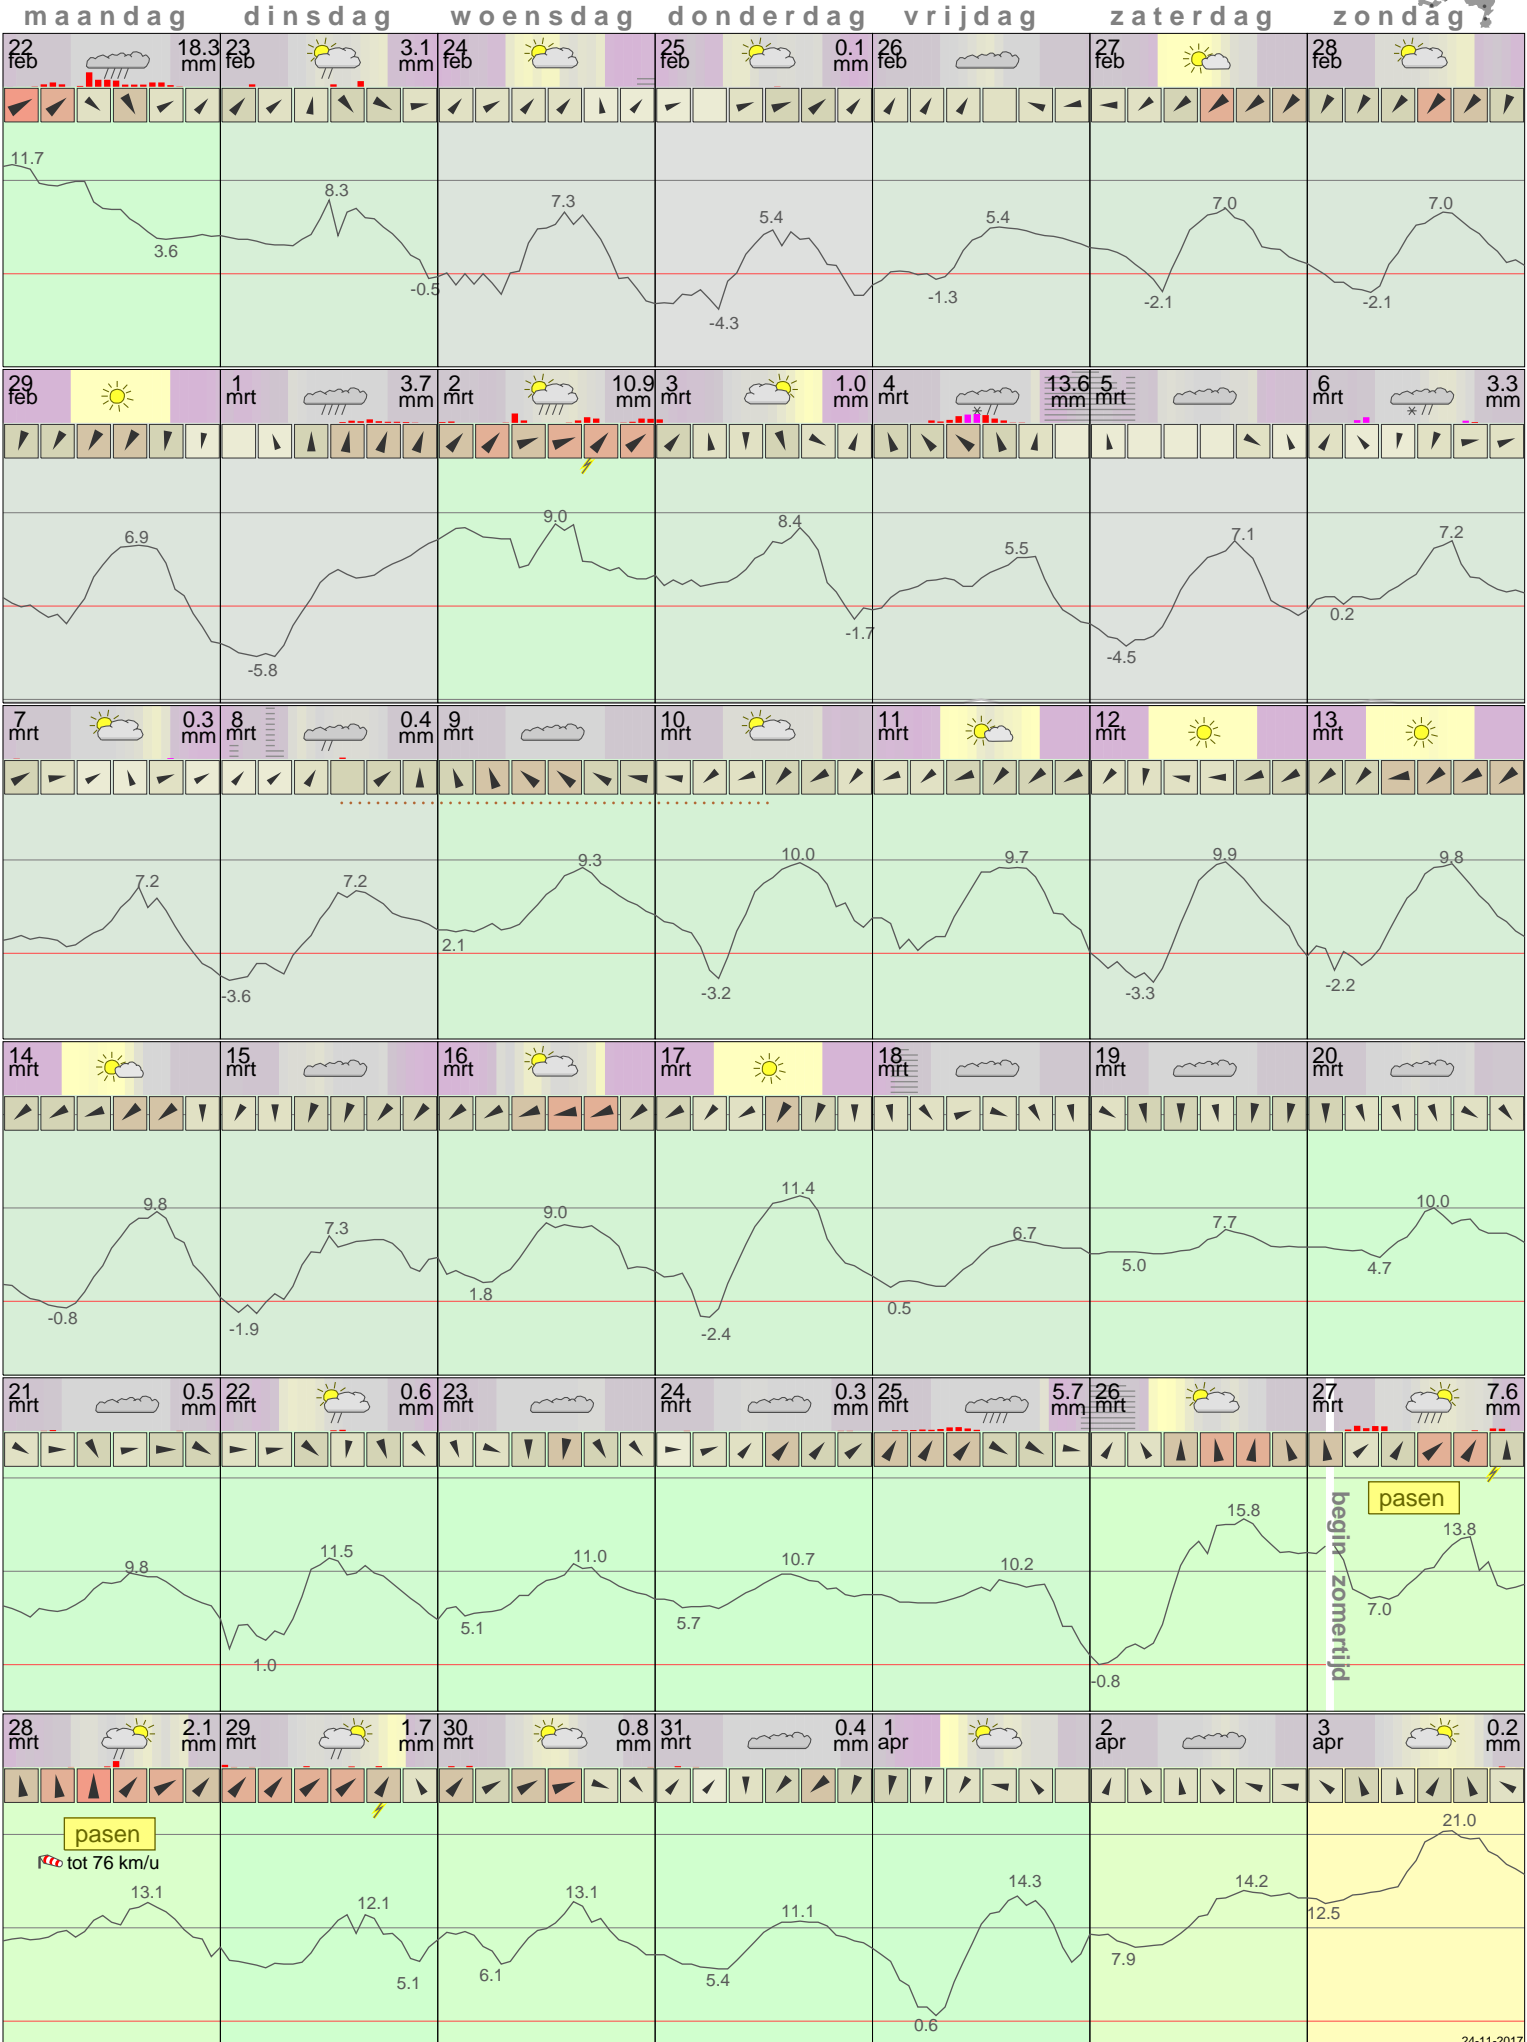 maandag dinsdag woensdag donderdag vrijdag zaterdag zondag
22 18.3 23 3.1 24 25 0.1 26 27 28
feb mm feb mm feb feb mm feb feb feb
11.7 3.6 8.3 -0.5 7.3 -4.3 5.4 -1.3 5.4 -2.1 7.0 -2.1 7.0
29 1 3.7 2 10.9 3 1.0 4 13.6 5 6 3.3
feb mrt mm mrt mm mrt mm mrt mm mrt mrt mm
6.9 -5.8 9.0 8.4 -1.7 5.5 -4.5 7.1 0.2 7.2
7 0.3 8 0.4 9 10 11 12 13
mrt mm mrt mm mrt mrt mrt mrt mrt
7.2 -3.6 7.2 2.1 9.3 -3.2 10.0 9.7 -3.3 9.9 -2.2 9.8
14 15 16 17 18 19 20
mrt mrt mrt mrt mrt mrt mrt
-0.8 9.8 -1.9 7.3 1.8 9.0 -2.4 11.4 0.5 6.7 5.0 7.7 4.7 10.0
21 0.5 22 0.6 23 24 0.3 25 5.7 26 27 7.6
mrt mm mrt mm mrt mrt mm mrt mm mrt mrt mm
pasen
begin zomertijd
9.8 1.0 11.5 5.1 11.0 5.7 10.7 10.2 -0.8 15.8 7.0 13.8
28 2.1 29 1.7 30 0.8 31 0.4 1 2 3 0.2
mrt mm mrt mm mrt mm mrt mm apr apr apr mm
pasen
tot 76 km/u
13.1 12.1 5.1 6.1 13.1 5.4 11.1 0.6 14.3 7.9 14.2 12.5 21.0
24-11-2017